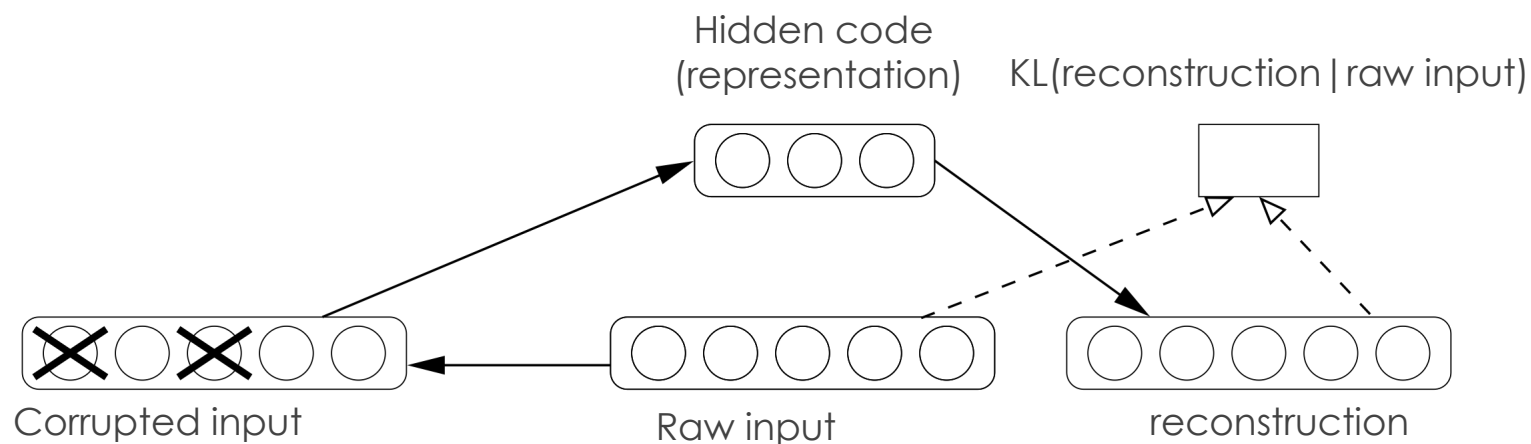 Hidden code
(representation)
KL(reconstruction|raw input)
Corrupted input
Raw input
reconstruction